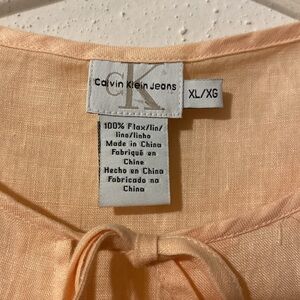 CK
Calvin Klein Jeans
XL/XG
100% Flax/lin/
lino/linho
Made in China
Fabriqué en
Chine
Hecho en China
Fabricado na
China